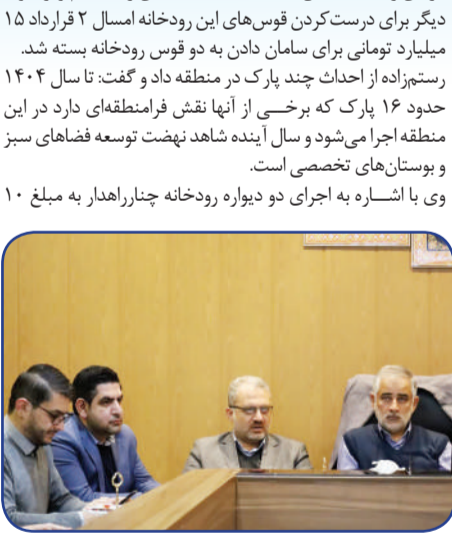 دیگر برای درست‌کردن قوس‌های این رودخانه امسال ۲ قرارداد ۱۵
میلیارد تومانی برای سامان دادن به دو قوس رودخانه بسته شد.
رستم‌زاده از احداث چند پارک در منطقه داد و گفت: تا سال ۱۴۰۴
حدود ۱۶ پارک که برخـــی از آنها نقش فرامنطقه‌ای دارد در این
منطقه اجرا می‌شود و سال آینده شاهد نهضت توسعه فضاهای سبز
و بوستان‌های تخصصی است.
وی با اشـــاره به اجرای دو دیواره رودخانه چنارراهدار به مبلغ ۱۰